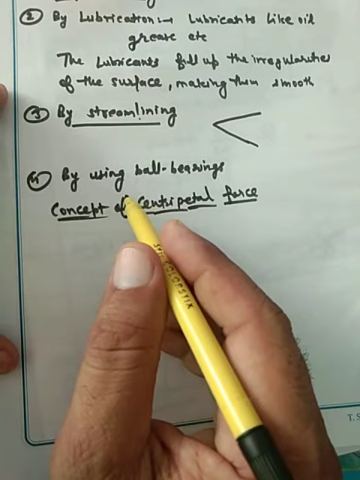 ② By Lubrication:→ Lubricants like oil
grease etc
The Lubricants fill up the irregularities
of the surface, making them smooth
③ By streamlining
④ By using ball-bearings
Concept of Centripetal force
T.S